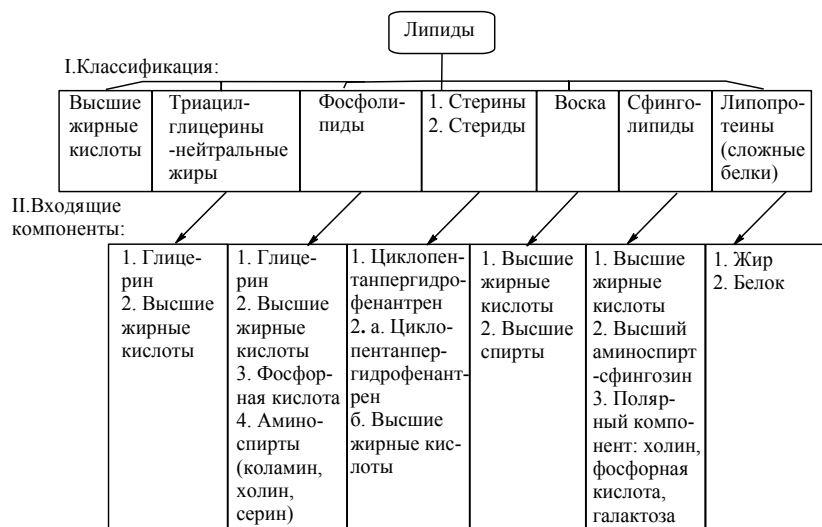 Липиды
I.Классификация:
Высшие
жирные
кислоты
Триацил-
глицерины
-нейтральные
жиры
Фосфоли-
пиды
1. Стерины
2. Стериды
Воска
Сфинго-
липиды
Липопро-
теины
(сложные
белки)
II.Входящие
компоненты:
1. Глице-
рин
2. Высшие
жирные
кислоты
1. Глице-
рин
2. Высшие
жирные
кислоты
3. Фосфор-
ная кислота
4. Амино-
спирты
(коламин,
холин,
серин)
1. Циклопен-
танпергидро-
фенантрен
2. а. Цикло-
пентанпер-
гидрофенант-
рен
б. Высшие
жирные кис-
лоты
1. Высшие
жирные
кислоты
2. Высшие
спирты
1. Высшие
жирные
кислоты
2. Высший
аминоспирт
-сфингозин
3. Поляр-
ный компо-
нент: холин,
фосфорная
кислота,
галактоза
1. Жир
2. Белок